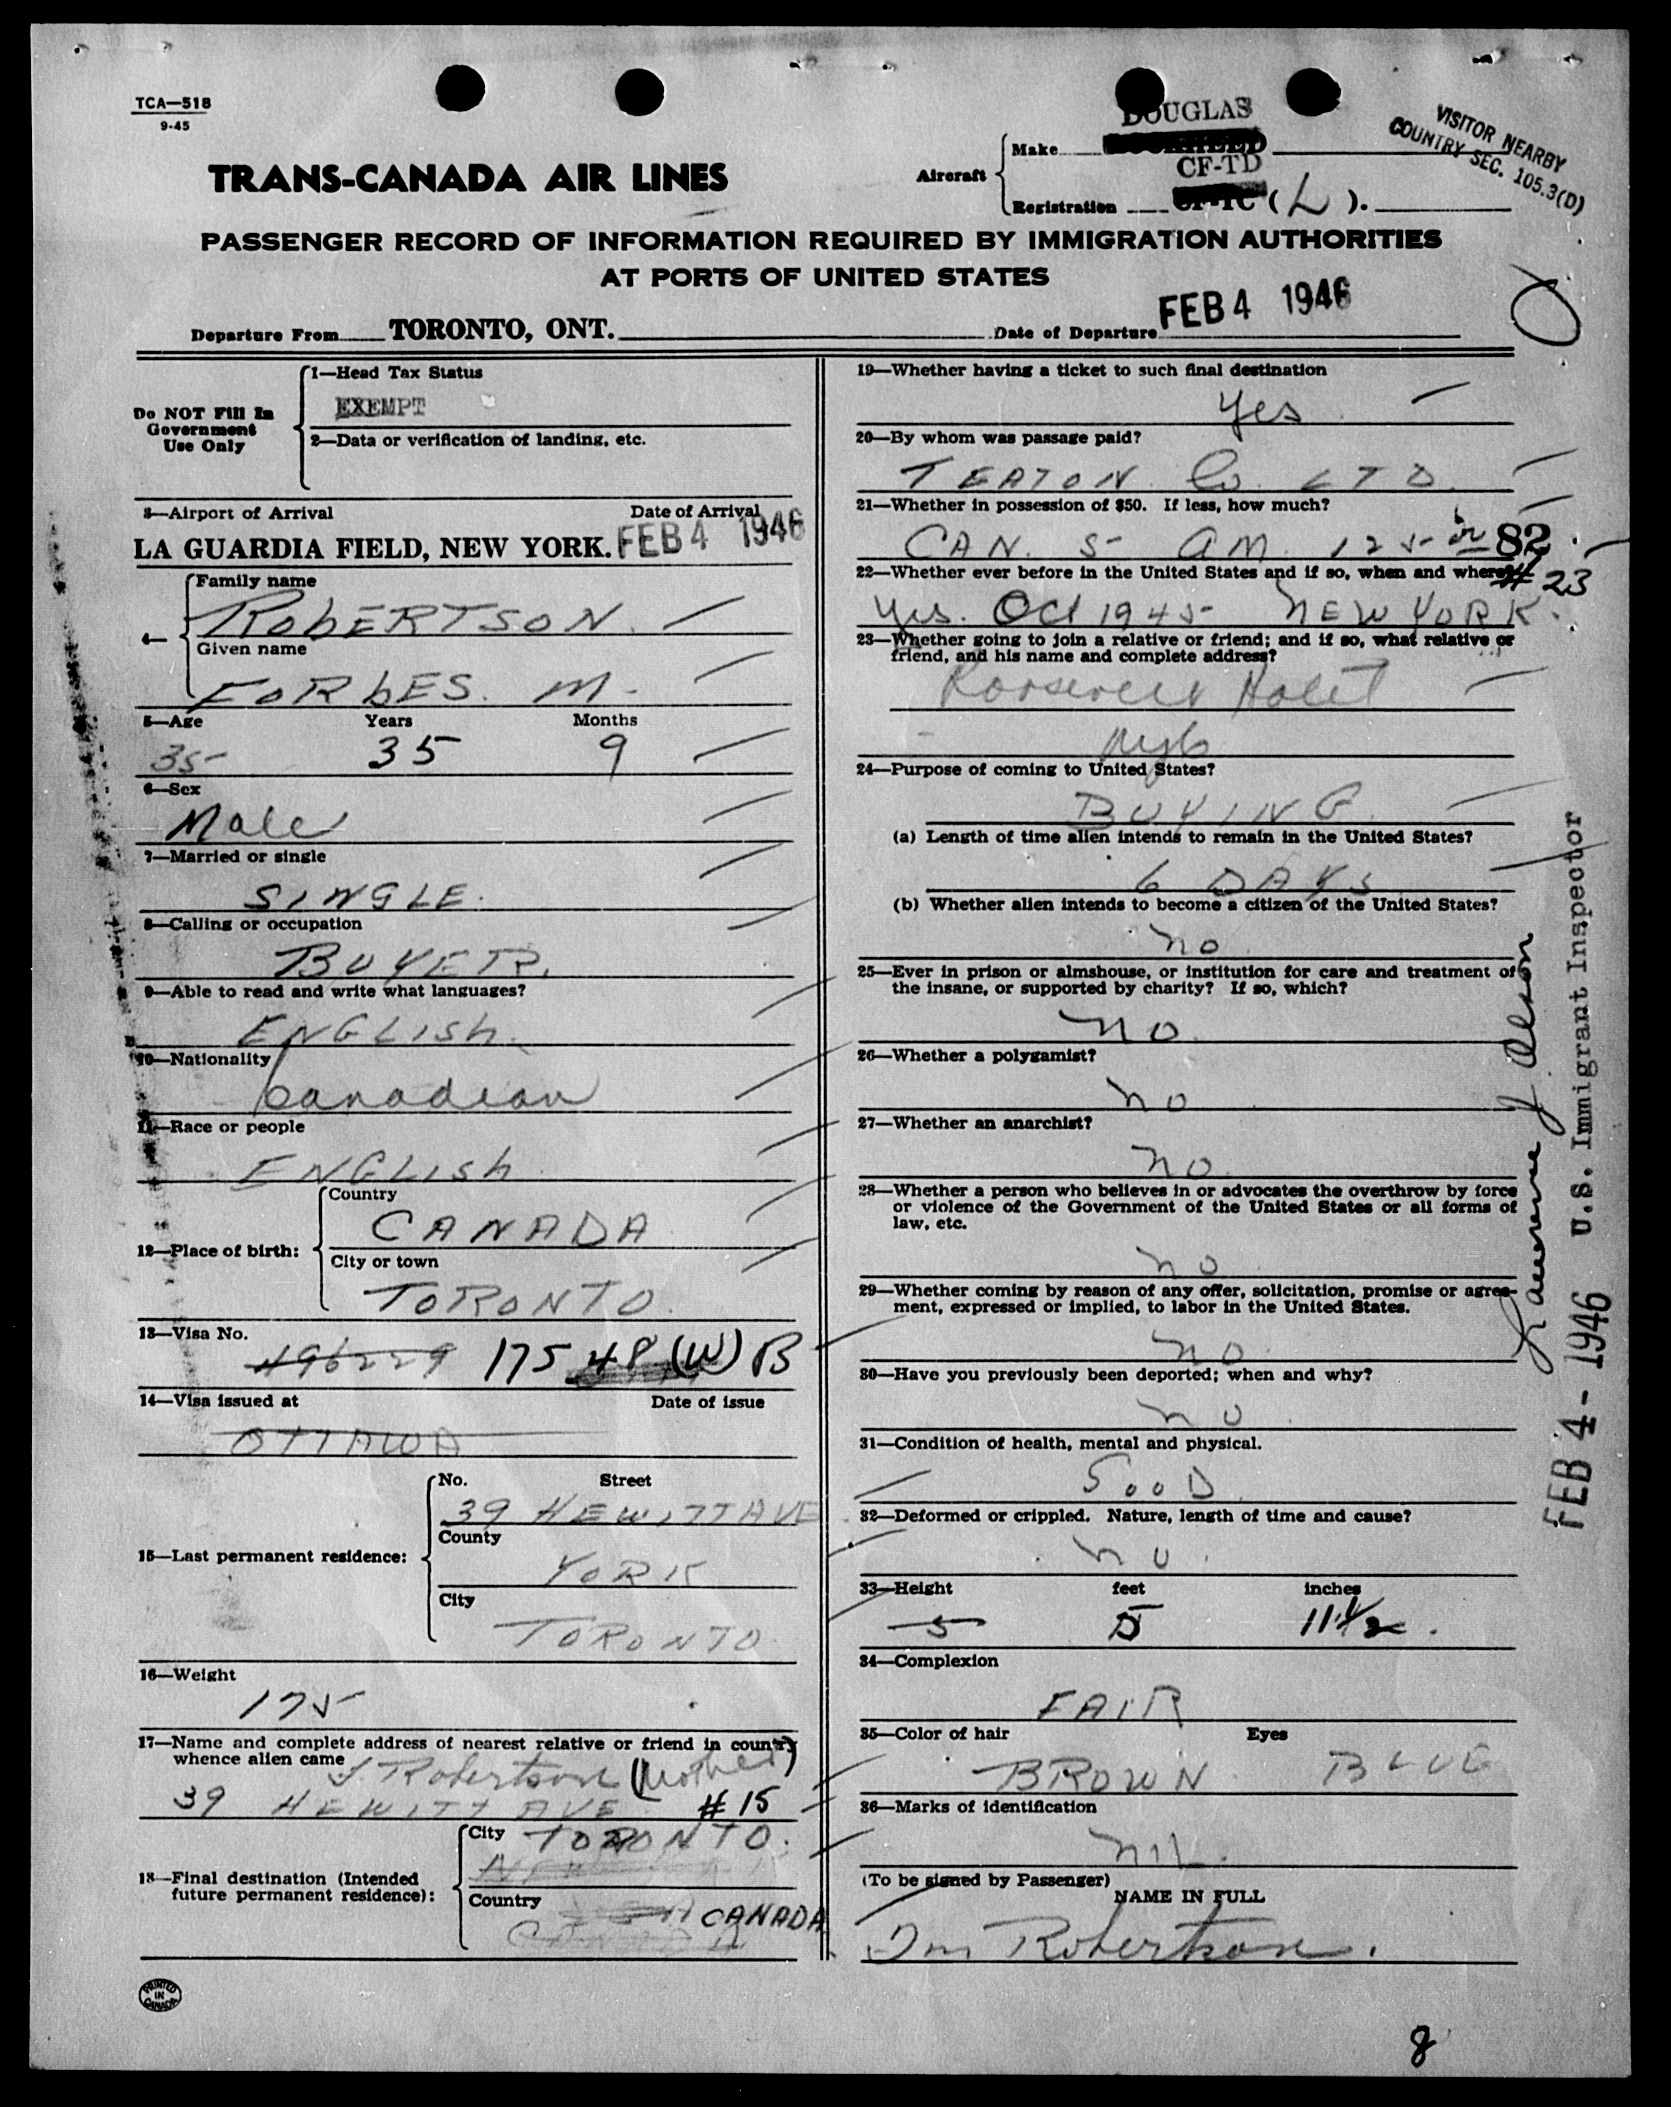 TCA—518
9-45
DOUGLAS
VISITOR NEARBY
COUNTRY SEC. 105.3(D)
TRANS-CANADA AIR LINES
Aircraft
Make
CF-TD
Registration (L).
PASSENGER RECORD OF INFORMATION REQUIRED BY IMMIGRATION AUTHORITIES
AT PORTS OF UNITED STATES
Departure From TORONTO, ONT. Date of Departure FEB 4 1946
Do NOT Fill In
Government
Use Only
1—Head Tax Status
EXEMPT
2—Data or verification of landing, etc.
3—Airport of Arrival Date of Arrival
LA GUARDIA FIELD, NEW YORK. FEB 4 1946
4—
Family name
ROBERTSON
Given name
FORBES. M.
5—Age Years Months
35 35 9
6—Sex
Male
7—Married or single
SINGLE.
8—Calling or occupation
BUYER.
9—Able to read and write what languages?
ENGLISH.
10—Nationality
Canadian
11—Race or people
ENGLISH
12—Place of birth:
Country
CANADA
City or town
TORONTO.
13—Visa No.
496229 175 48 (W) B
14—Visa issued at Date of issue
OTTAWA
15—Last permanent residence:
No. Street
39 HEWITT AVE
County
YORK
City
TORONTO
16—Weight
175
17—Name and complete address of nearest relative or friend in country
whence alien came
Robertson (Mother)
39 HEWITT AVE #15
18—Final destination (Intended
future permanent residence):
City TORONTO.
Country
CANADA
PRINTED
IN
CANADA
19—Whether having a ticket to such final destination
Yes
20—By whom was passage paid?
T EATON Co. LTD.
21—Whether in possession of $50. If less, how much?
CAN. 5 AM. 125 82
22—Whether ever before in the United States and if so, when and where?
# 23
Yes. Oct 1945 NEW YORK.
23—Whether going to join a relative or friend; and if so, what relative or
friend, and his name and complete address?
Roosevelt Hotel
NYC
24—Purpose of coming to United States?
BUYING
(a) Length of time alien intends to remain in the United States?
6 DAYS
(b) Whether alien intends to become a citizen of the United States?
no
25—Ever in prison or almshouse, or institution for care and treatment of
the insane, or supported by charity? If so, which?
no.
26—Whether a polygamist?
no
27—Whether an anarchist?
no.
28—Whether a person who believes in or advocates the overthrow by force
or violence of the Government of the United States or all forms of
law, etc.
no
29—Whether coming by reason of any offer, solicitation, promise or agree-
ment, expressed or implied, to labor in the United States.
no.
30—Have you previously been deported; when and why?
no
31—Condition of health, mental and physical.
GOOD
32—Deformed or crippled. Nature, length of time and cause?
no.
33—Height feet inches
5 5 11 1/2.
34—Complexion
FAIR
35—Color of hair Eyes
BROWN BLUE
36—Marks of identification
NIL.
(To be signed by Passenger)
NAME IN FULL
Robertson.
Lawrence J Olson
U.S. Immigrant Inspector
FEB 4 - 1946
8